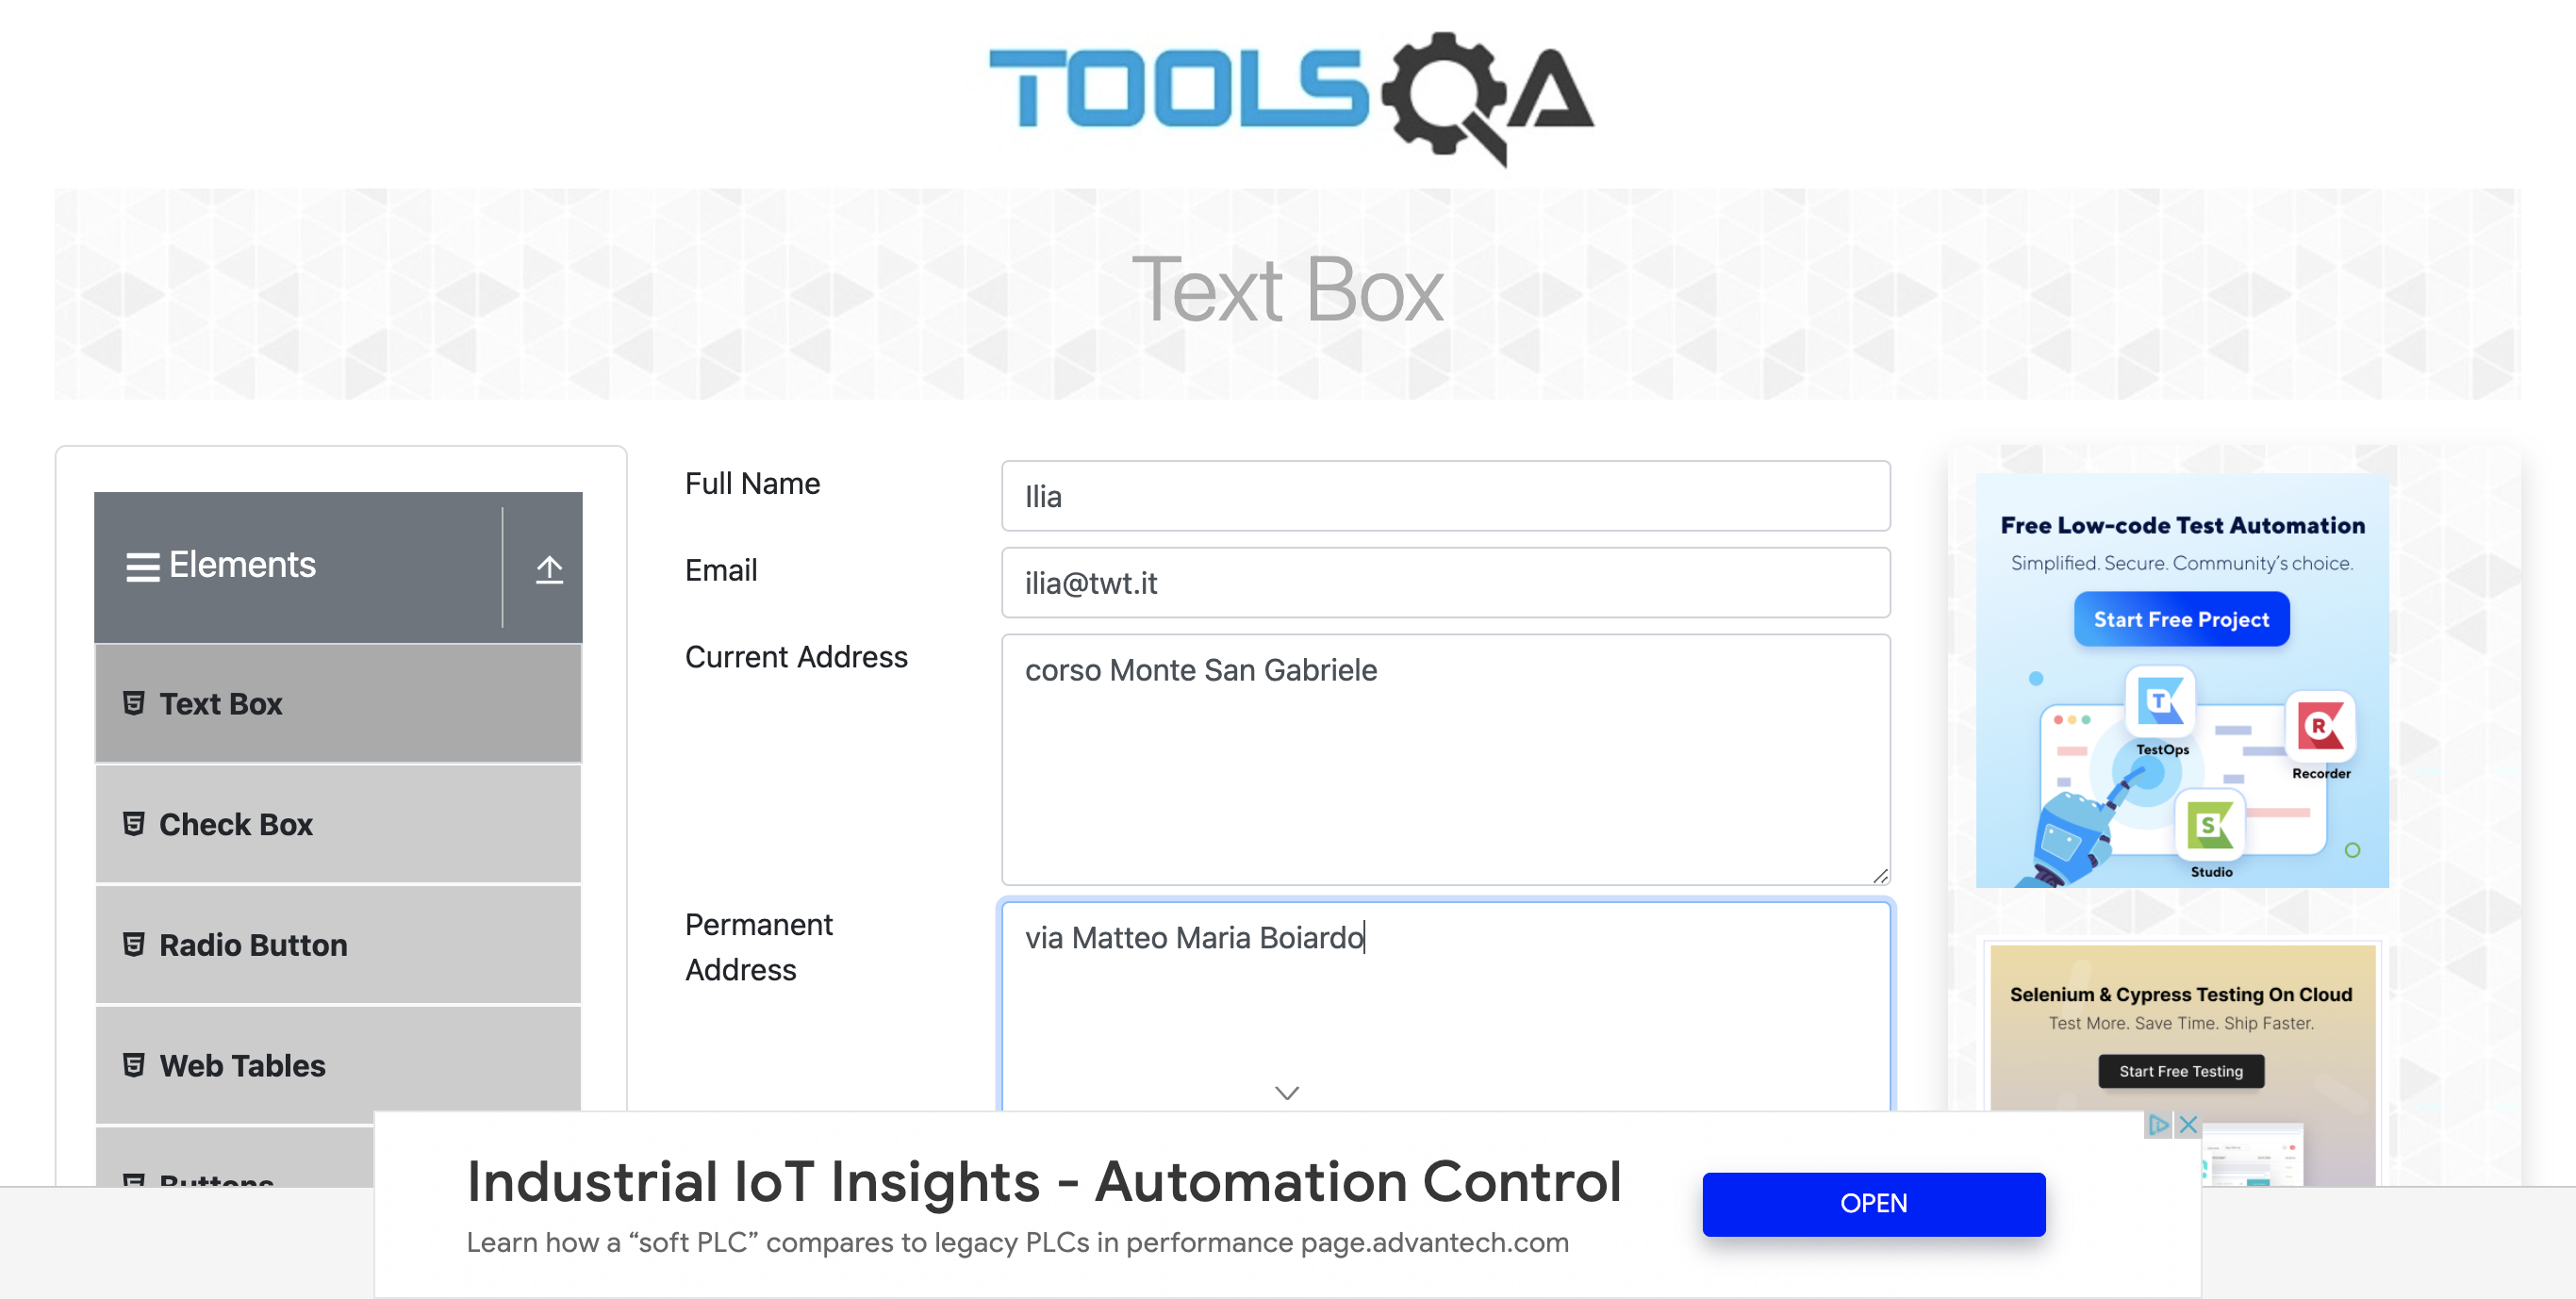 TOOLSQA
Text Box
Elements
Text Box
Check Box
Radio Button
Web Tables
Buttons
Full Name
Ilia
Email
ilia@twt.it
Current Address
corso Monte San Gabriele
Permanent
Address
via Matteo Maria Boiardo
Free Low-code Test Automation
Simplified. Secure. Community's choice.
Start Free Project
T
TestOps
R
Recorder
S
Studio
Selenium & Cypress Testing On Cloud
Test More. Save Time. Ship Faster.
Start Free Testing
Industrial IoT Insights - Automation Control
Learn how a “soft PLC” compares to legacy PLCs in performance page.advantech.com
OPEN